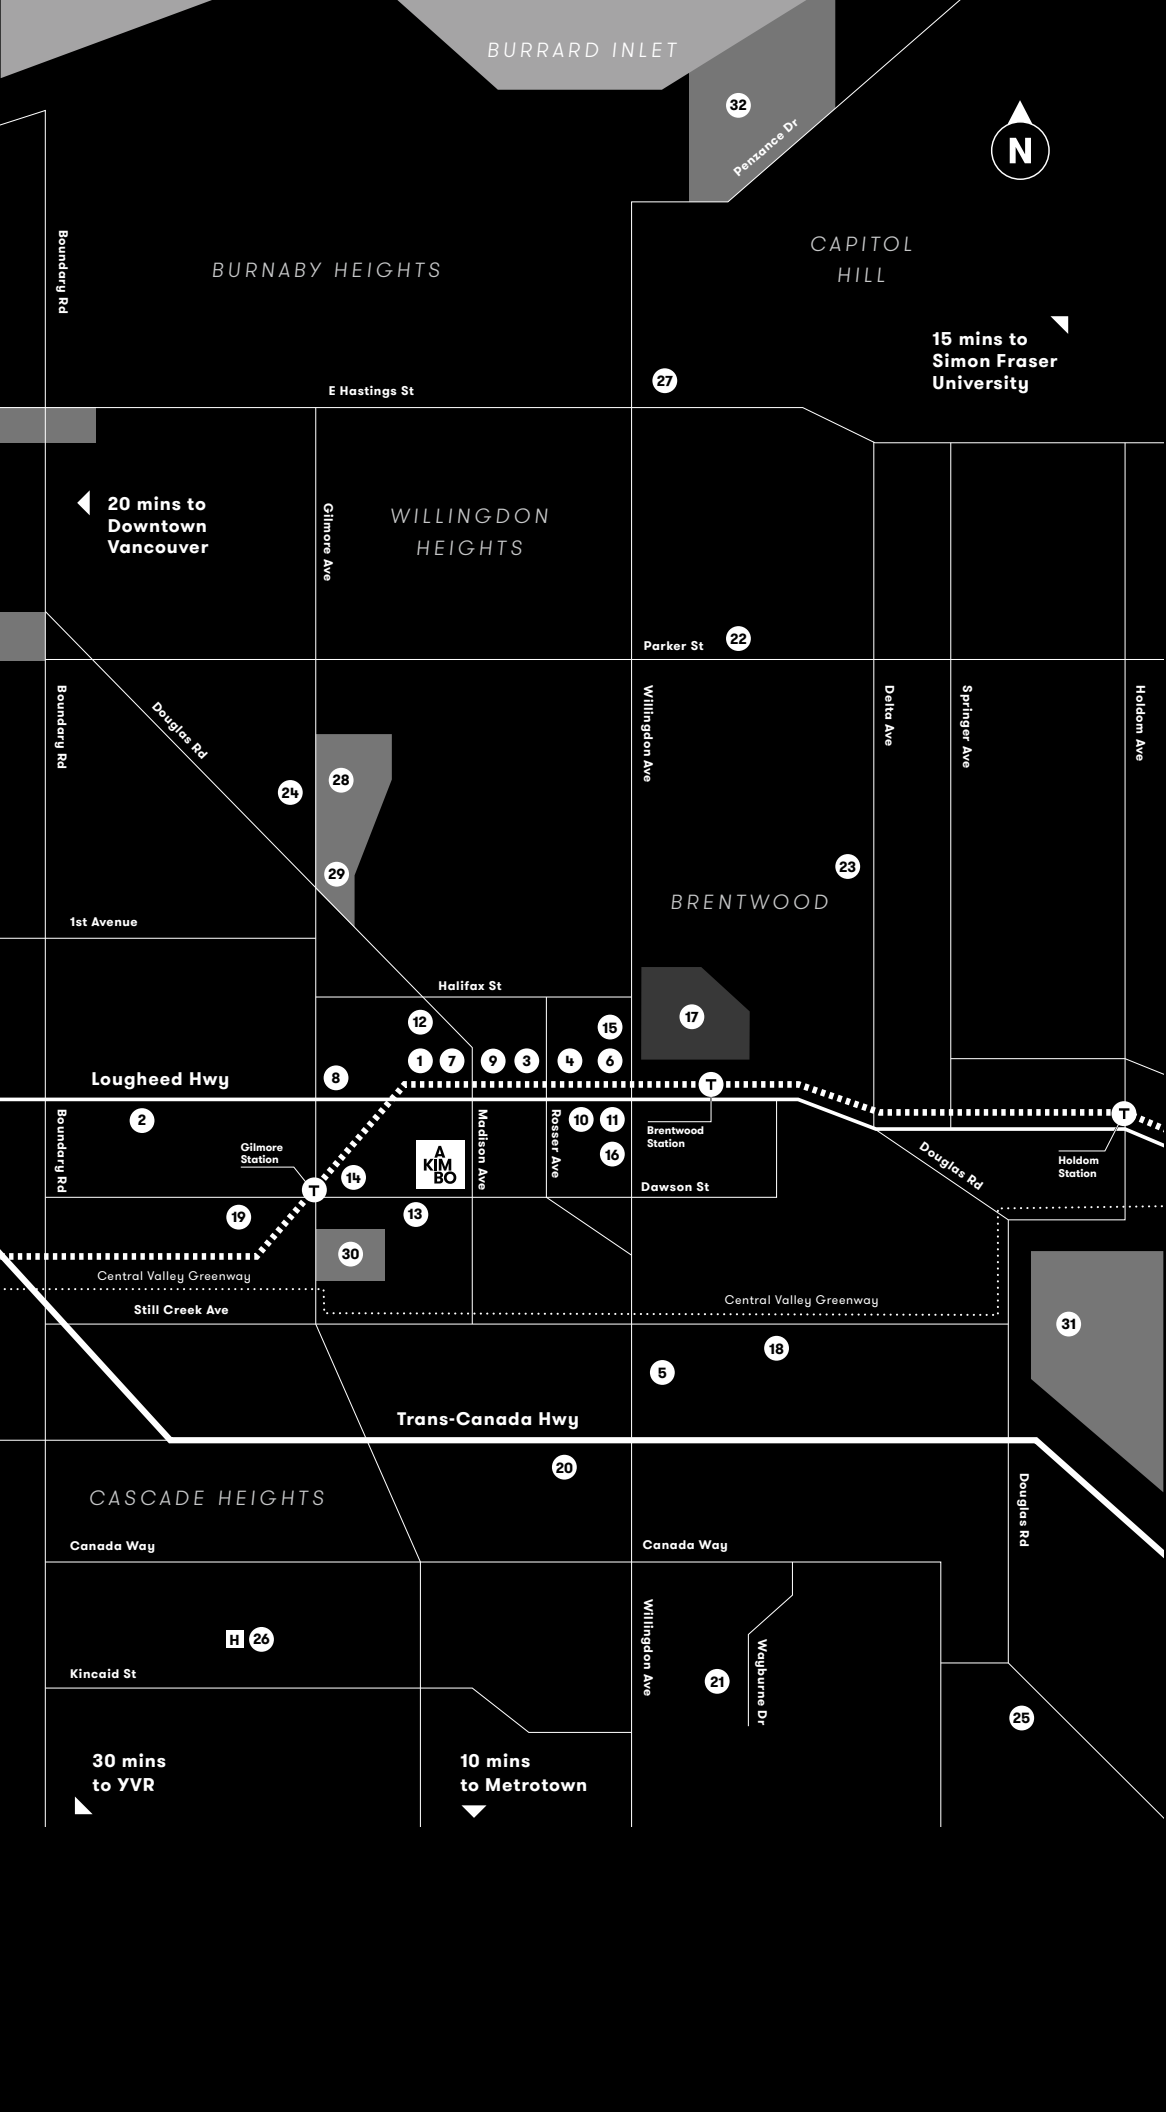 BURRARD INLET
32
Penzance Dr
N
Boundary Rd
CAPITOL
HILL
BURNABY HEIGHTS
15 mins to
Simon Fraser
University
27
E Hastings St
20 mins to
Downtown
Vancouver
Gilmore Ave
WILLINGDON
HEIGHTS
Parker St
22
Boundary Rd
Douglas Rd
Willingdon Ave
Delta Ave
Springer Ave
Holdom Ave
28
24
29
23
BRENTWOOD
1st Avenue
Halifax St
12
15
17
1
7
9
3
4
6
Lougheed Hwy
8
T
T
2
Boundary Rd
Madison Ave
Rosser Ave
10
11
Brentwood
Station
Gilmore
Station
A
KIM
BO
16
Douglas Rd
Holdom
Station
14
T
Dawson St
19
13
30
Central Valley Greenway
Central Valley Greenway
Still Creek Ave
31
18
5
Trans-Canada Hwy
20
CASCADE HEIGHTS
Douglas Rd
Canada Way
Canada Way
Willingdon Ave
H
26
Wayburne Dr
Kincaid St
21
25
30 mins
to YVR
10 mins
to Metrotown